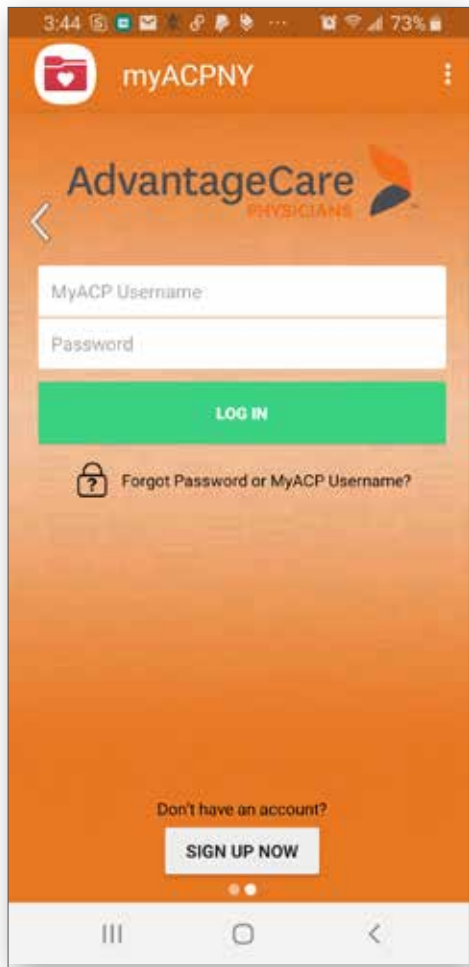 3:44 73%
myACPNY
AdvantageCare
PHYSICIANS
MyACP Username
Password
LOG IN
Forgot Password or MyACP Username?
Don't have an account?
SIGN UP NOW